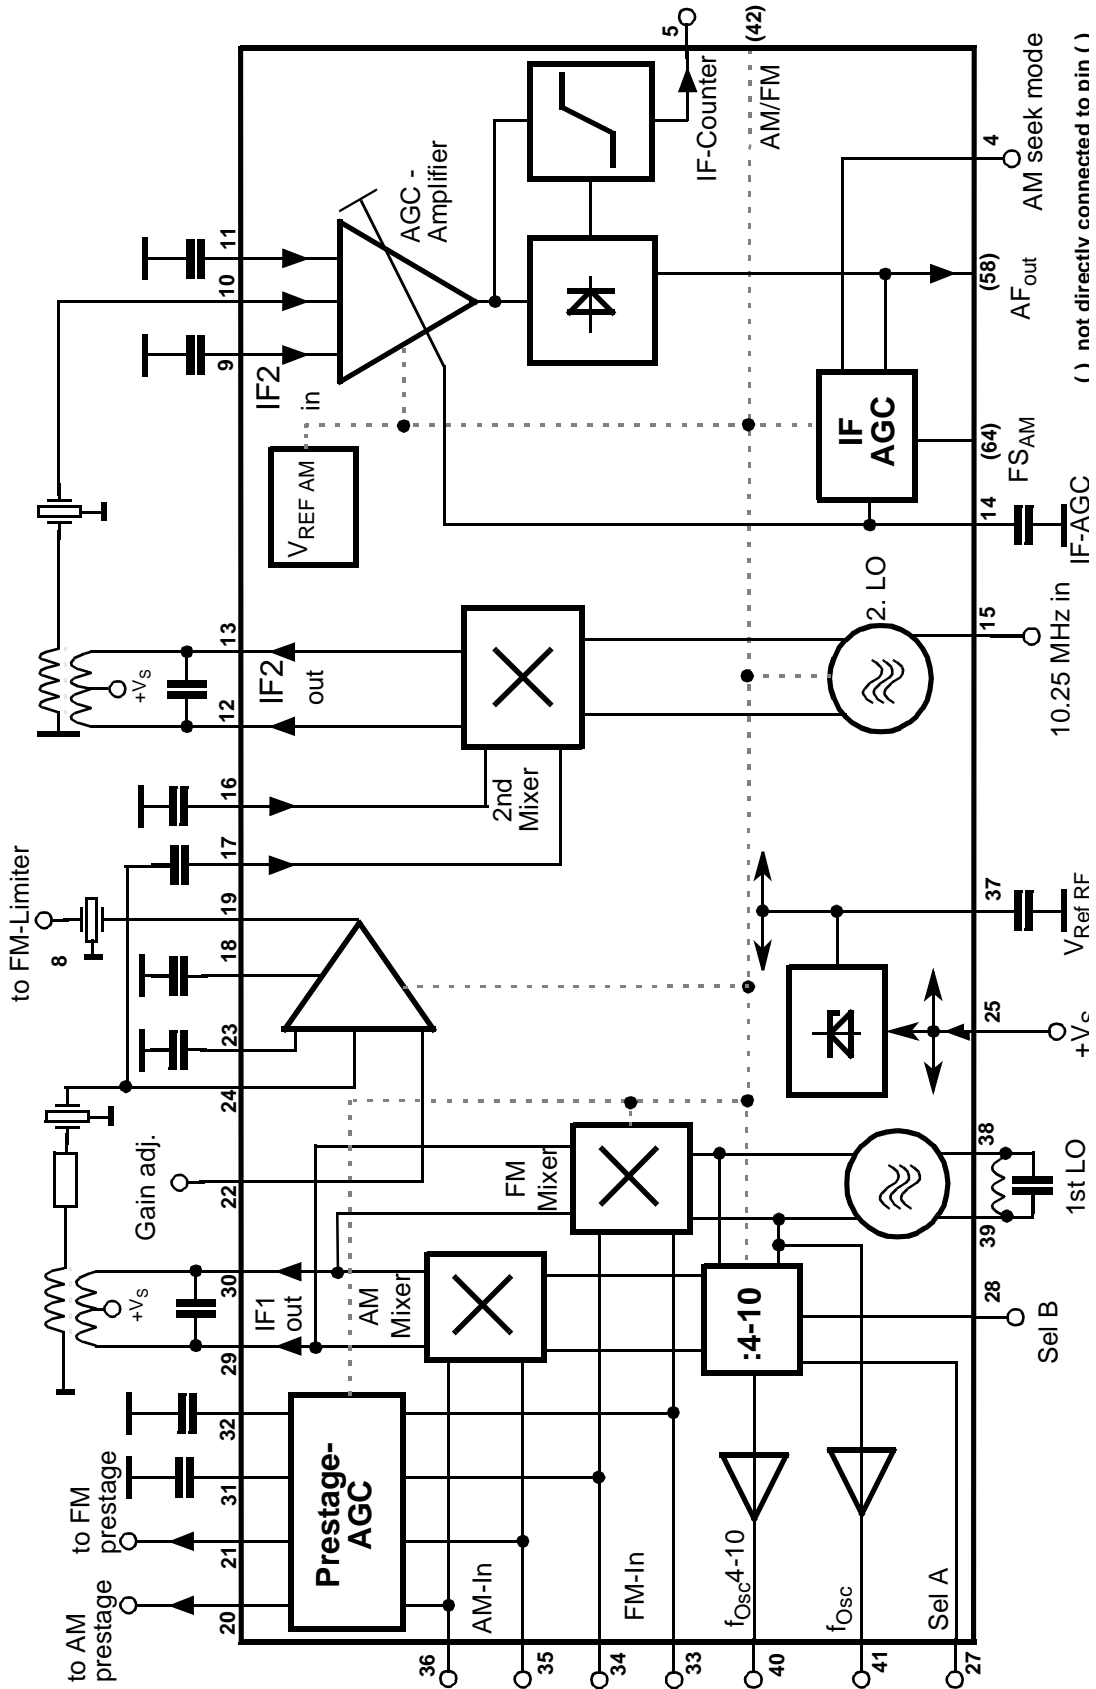 5
(42)
IF-Counter
AM/FM
AGC -
Amplifier
4
AM seek mode
(58)
AFout
( ) not directly connected to pin ( )
11
10
9
IF2
in
VREF AM
IF
AGC
(64)
FSAM
14
IF-AGC
2. LO
15
10.25 MHz in
13
12
+VS
IF2
out
2nd
Mixer
16
17
19
18
23
24
to FM-Limiter
8
37
VRef RF
25
+VS
Gain adj.
22
FM
Mixer
38
39
1st LO
30
29
+VS
IF1
out
AM
Mixer
:4-10
28
Sel B
32
31
21
20
to FM
prestage
to AM
prestage
Prestage-
AGC
AM-In
FM-In
fOsc4-10
fOsc
Sel A
36
35
34
33
40
41
27